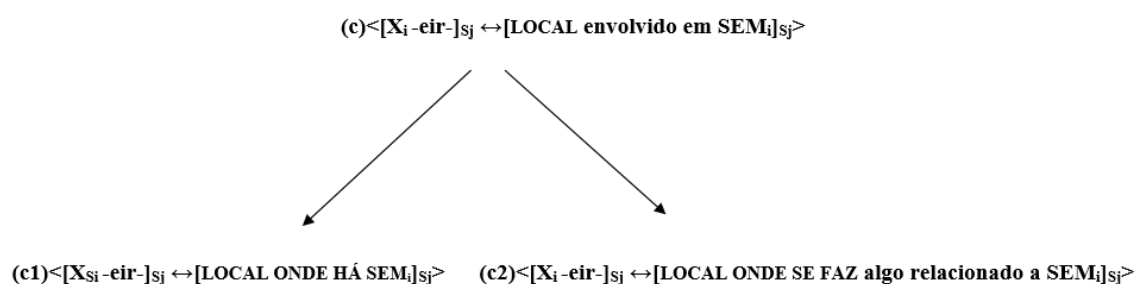 (c)<[Xi -eir-]Sj ↔[LOCAL envolvido em SEMi]Sj>
(c1)<[XSi -eir-]Sj ↔[LOCAL ONDE HÁ SEMi]Sj> (c2)<[Xi -eir-]Sj ↔[LOCAL ONDE SE FAZ algo relacionado a SEMi]Sj>